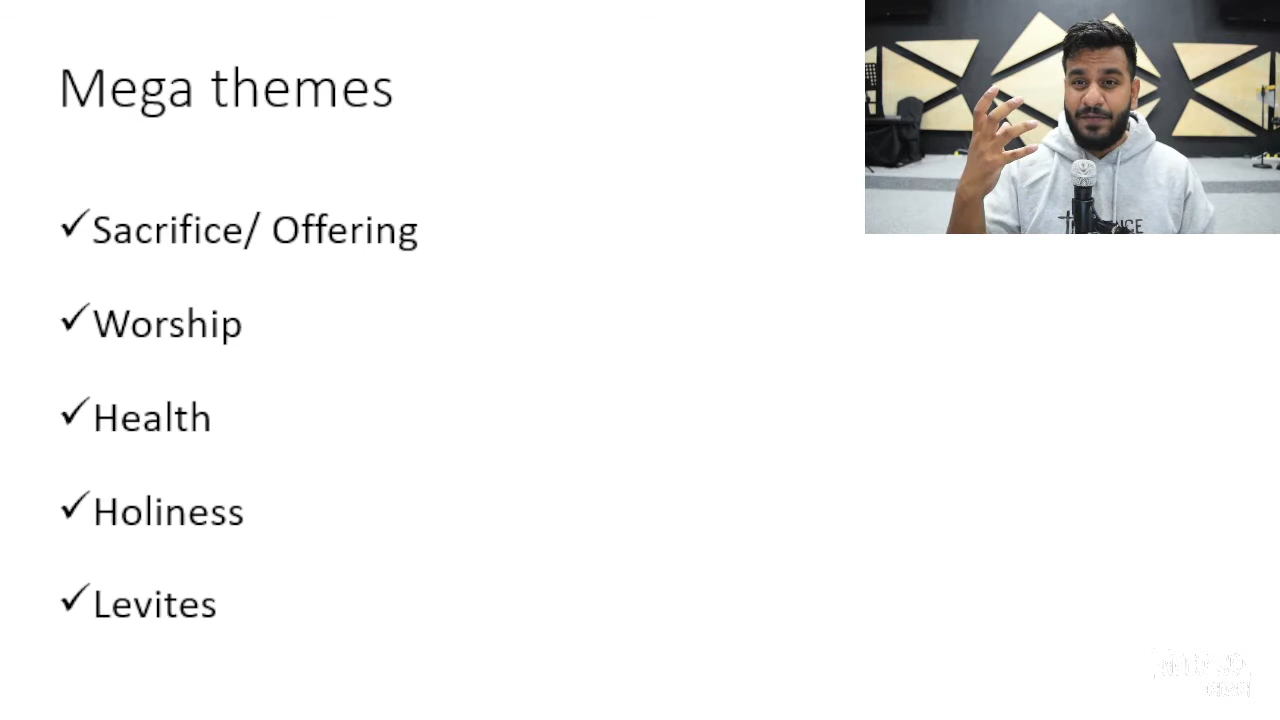 Mega themes
✓Sacrifice/ Offering
✓Worship
✓Health
✓Holiness
✓Levites